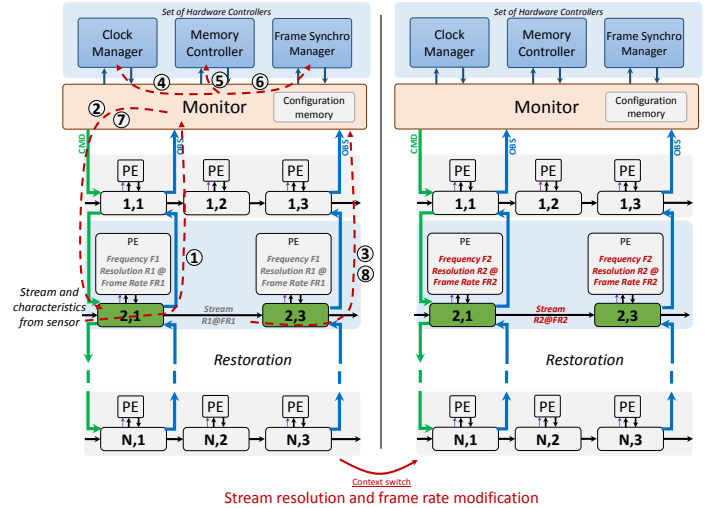 Set of Hardware Controllers
Clock
Manager
Memory
Controller
Frame Synchro
Manager
④
⑤
⑥
②
⑦
Monitor
Configuration
memory
CMD
OBS
OBS
PE
PE
PE
1,1
1,2
1,3
PE
Frequency F1
Resolution R1 @
Frame Rate FR1
PE
Frequency F1
Resolution R1 @
Frame Rate FR1
①
③
⑧
Stream and
characteristics
from sensor
2,1
Stream
R1@FR1
2,3
Restoration
PE
PE
PE
N,1
N,2
N,3
Set of Hardware Controllers
Clock
Manager
Memory
Controller
Frame Synchro
Manager
Monitor
Configuration
memory
CMD
OBS
PE
PE
PE
1,1
1,2
1,3
PE
Frequency F2
Resolution R2 @
Frame Rate FR2
PE
Frequency F2
Resolution R2 @
Frame Rate FR2
2,1
Stream
R2@FR2
2,3
Restoration
PE
PE
PE
N,1
N,2
N,3
Context switch
Stream resolution and frame rate modification